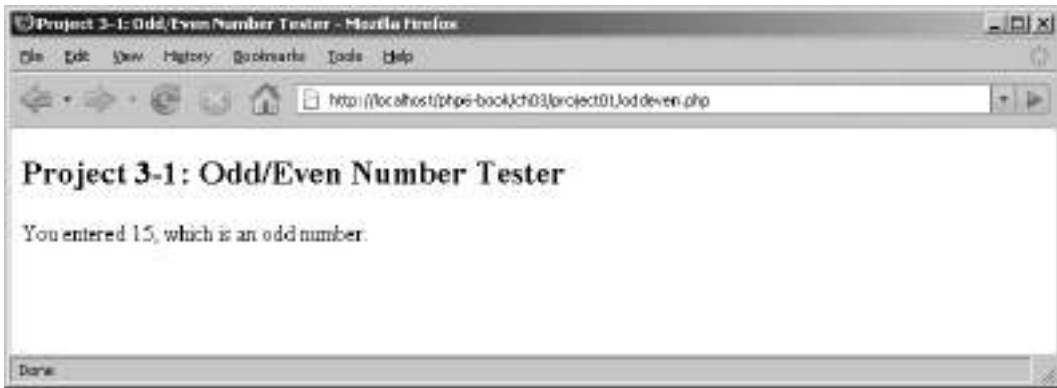 Project 3-1: Odd/Even Number Tester - Mozilla Firefox
File Edit View History Bookmarks Tools Help
http://localhost/php6-book/ch03/project01/oddeven.php
Project 3-1: Odd/Even Number Tester
You entered 15, which is an odd number.
Done